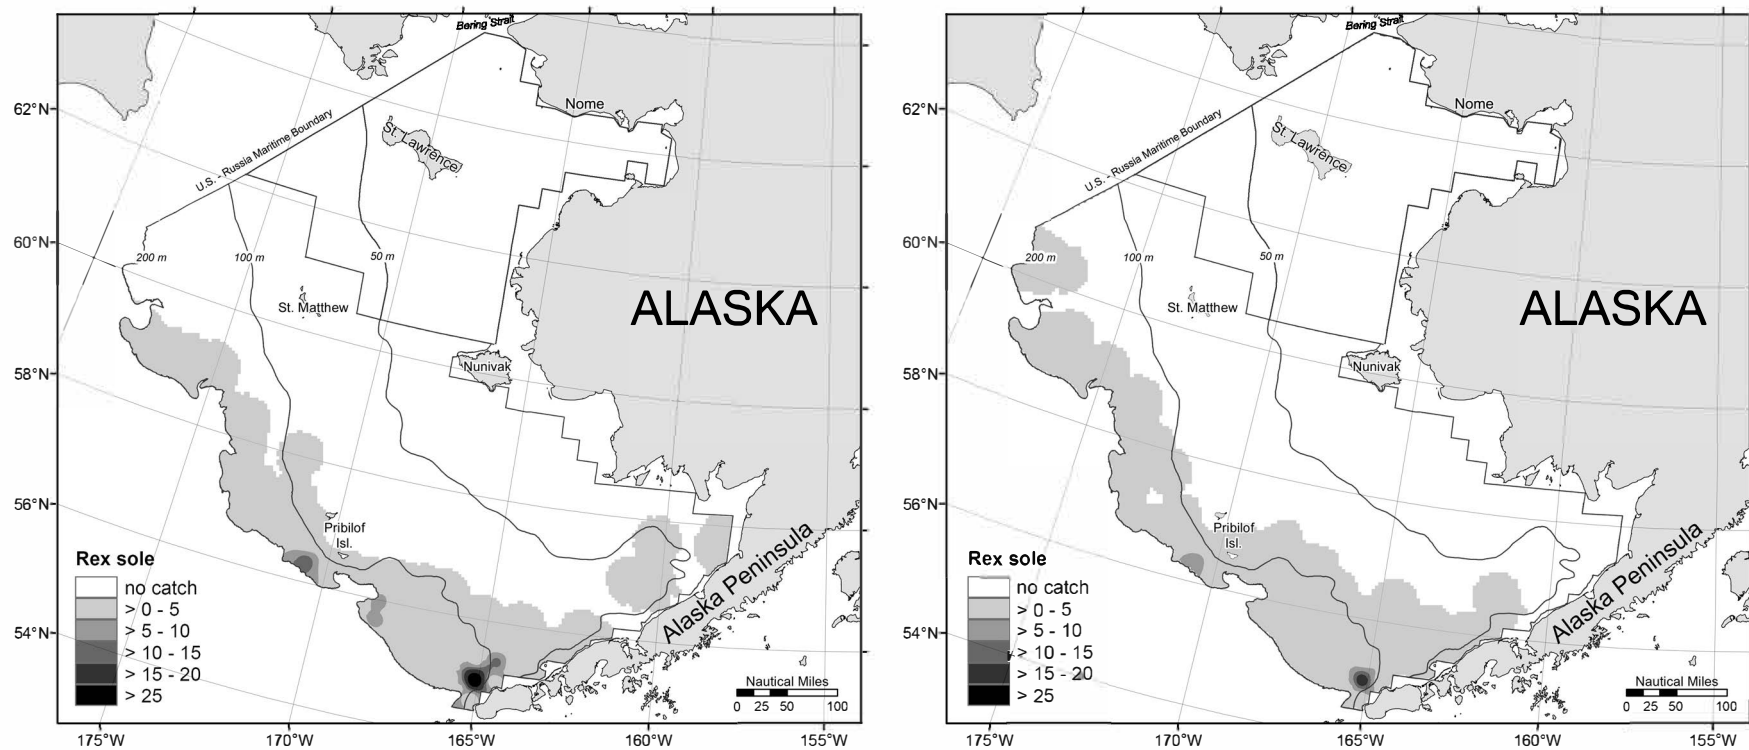 Bering Strait
Nome
62°N
St. Lawrence
U.S. - Russia Maritime Boundary
60°N
200 m
100 m
50 m
St. Matthew
ALASKA
58°N
Nunivak
56°N
Pribilof
Isl.
Alaska Peninsula
54°N
Rex sole
no catch
> 0 - 5
> 5 - 10
> 10 - 15
> 15 - 20
> 25
Nautical Miles
0 25 50 100
175°W 170°W 165°W 160°W 155°W
Bering Strait
Nome
62°N
St. Lawrence
U.S. - Russia Maritime Boundary
60°N
200 m
100 m
50 m
St. Matthew
ALASKA
58°N
Nunivak
56°N
Pribilof
Isl.
Alaska Peninsula
54°N
Rex sole
no catch
> 0 - 5
> 5 - 10
> 10 - 15
> 15 - 20
> 25
Nautical Miles
0 25 50 100
175°W 170°W 165°W 160°W 155°W